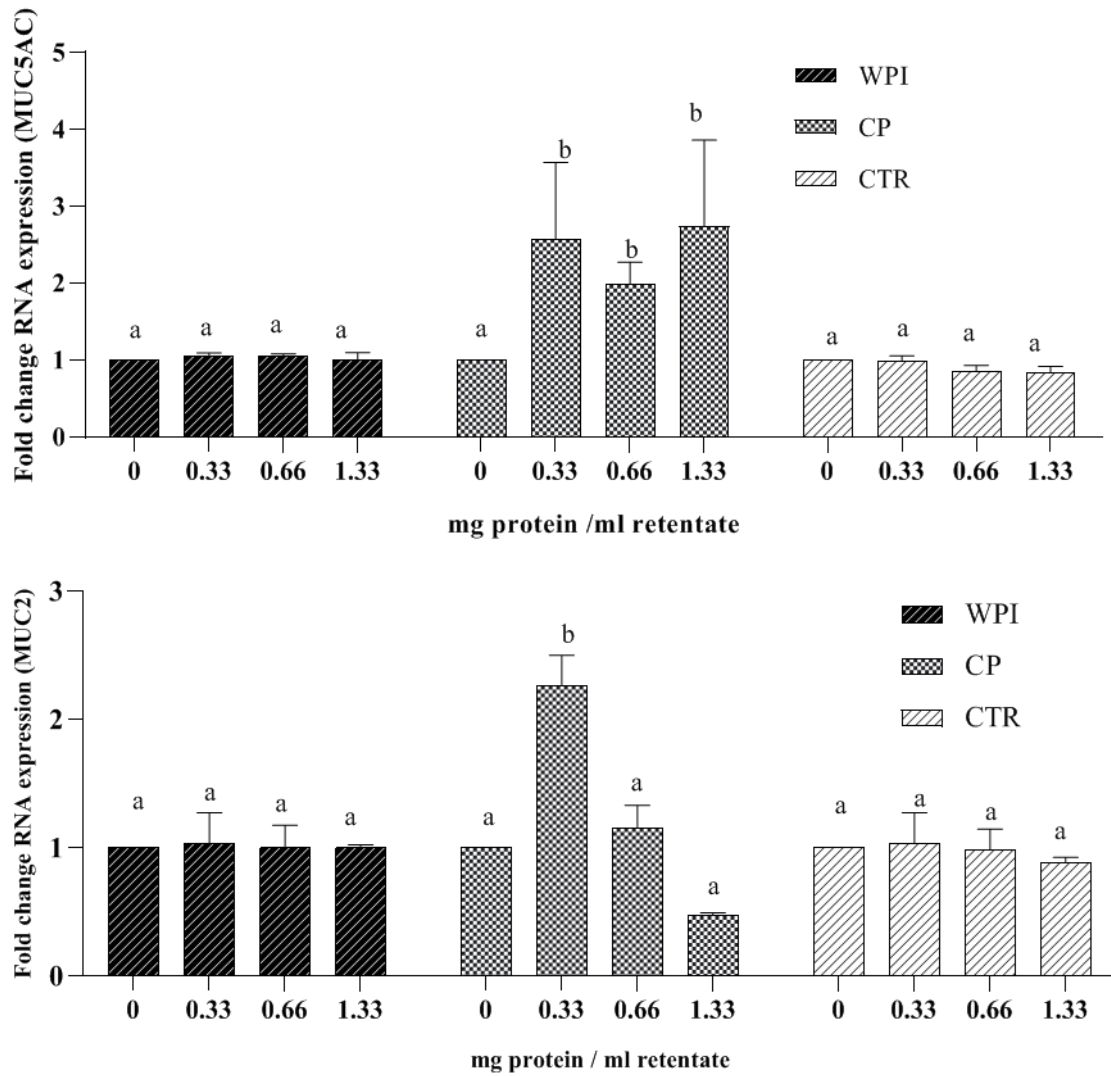 Fold change RNA expression (MUC5AC)
5
4
3
2
1
0
WPI
CP
CTR
a a a a
a b b b
a a a a
0 0.33 0.66 1.33
0 0.33 0.66 1.33
0 0.33 0.66 1.33
mg protein /ml retentate
Fold change RNA expression (MUC2)
3
2
1
0
WPI
CP
CTR
a a a a
a b a a
a a a a
0 0.33 0.66 1.33
0 0.33 0.66 1.33
0 0.33 0.66 1.33
mg protein / ml retentate